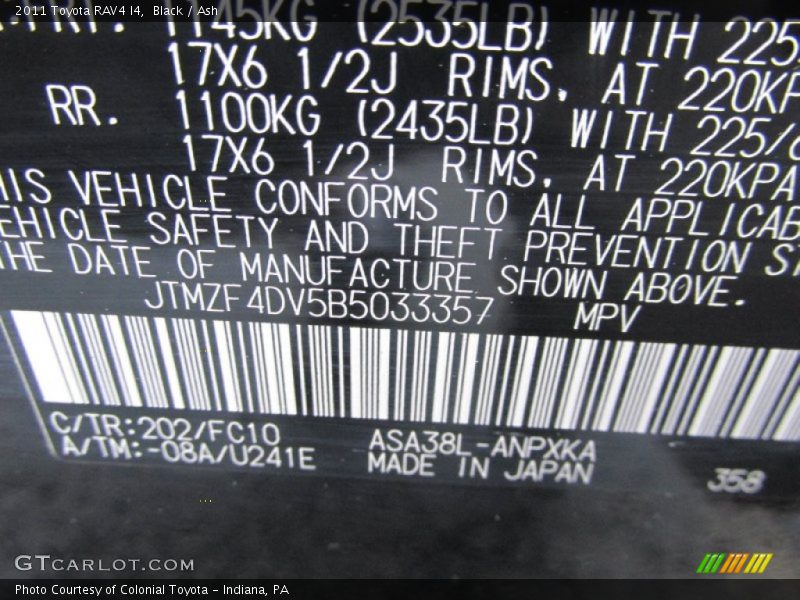 2011 Toyota RAV4 I4, Black / Ash
1145KG (2535LB) WITH 225
17X6 1/2J RIMS, AT 220KP
RR. 1100KG (2435LB) WITH 225/6
17X6 1/2J RIMS, AT 220KPA
HIS VEHICLE CONFORMS TO ALL APPLICAB
EHICLE SAFETY AND THEFT PREVENTION S
THE DATE OF MANUFACTURE SHOWN ABOVE.
JTMZF4DV5B5033357 MPV
C/TR:202/FC10 ASA38L-ANPXKA
A/TM:-08A/U241E MADE IN JAPAN
358
GTCARLOT.COM
Photo Courtesy of Colonial Toyota - Indiana, PA